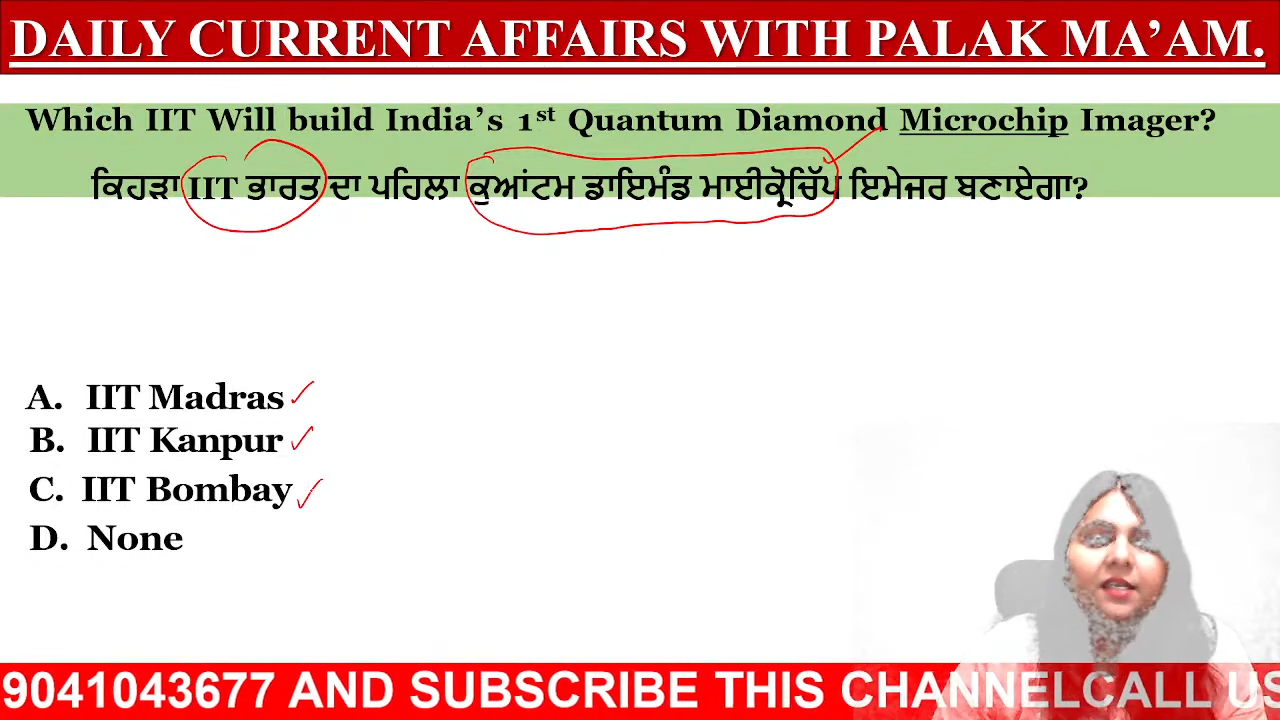 DAILY CURRENT AFFAIRS WITH PALAK MA’AM.
Which IIT Will build India’s 1st Quantum Diamond Microchip Imager?
ਕਿਹੜਾ IIT ਭਾਰਤ ਦਾ ਪਹਿਲਾ ਕੁਆਂਟਮ ਡਾਇਮੰਡ ਮਾਈਕ੍ਰੋਚਿੱਪ ਇਮੇਜਰ ਬਣਾਏਗਾ?
A. IIT Madras
B. IIT Kanpur
C. IIT Bombay
D. None
9041043677 AND SUBSCRIBE THIS CHANNELCALL US